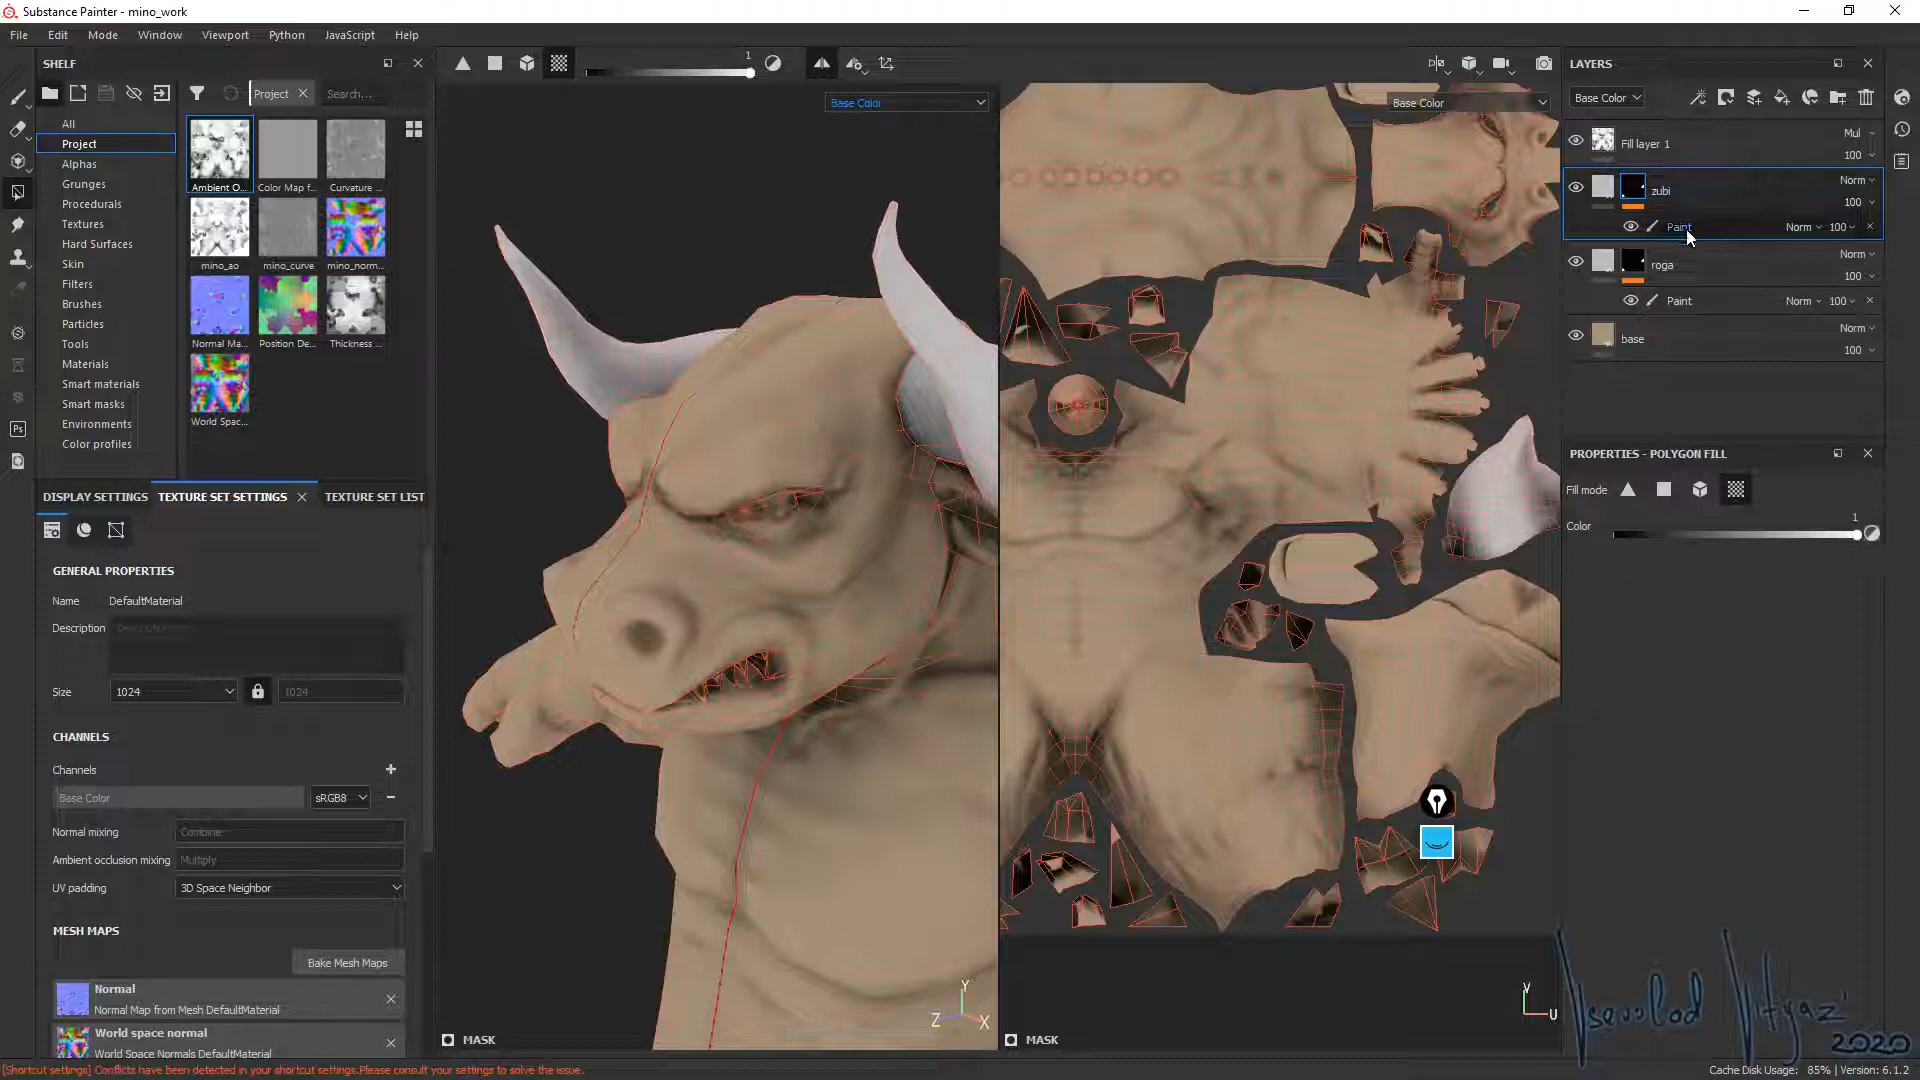 Substance Painter - mino_work
File Edit Mode Window Viewport Python JavaScript Help
SHELF
Project
Search...
All
Project
Alphas
Grunges
Procedurals
Textures
Hard Surfaces
Skin
Filters
Brushes
Particles
Tools
Materials
Smart materials
Smart masks
Environments
Color profiles
Ambient O... Color Map f... Curvature ...
mino_ao mino_curve mino_norm...
Normal Ma... Position De... Thickness ...
World Spac...
Ps
DISPLAY SETTINGS TEXTURE SET SETTINGS TEXTURE SET LIST
GENERAL PROPERTIES
Name DefaultMaterial
Description
Size 1024 1024
CHANNELS
Channels
Base Color sRGB8
Normal mixing Combine
Ambient occlusion mixing Multiply
UV padding 3D Space Neighbor
MESH MAPS
Bake Mesh Maps
Normal
Normal Map from Mesh DefaultMaterial
World space normal
World Space Normals DefaultMaterial
1
Base Color
Base Color
Y
Z X
V
U
MASK
MASK
LAYERS
Base Color
Fill layer 1 Mul
100
zubi Norm
100
Paint Norm 100
roga Norm
100
Paint Norm 100
base Norm
100
PROPERTIES - POLYGON FILL
Fill mode
Color 1
Vsevolod Vityazi
2020
[Shortcut settings] Conflicts have been detected in your shortcut settings.Please consult your settings to solve the issue.
Cache Disk Usage: 85% | Version: 6.1.2